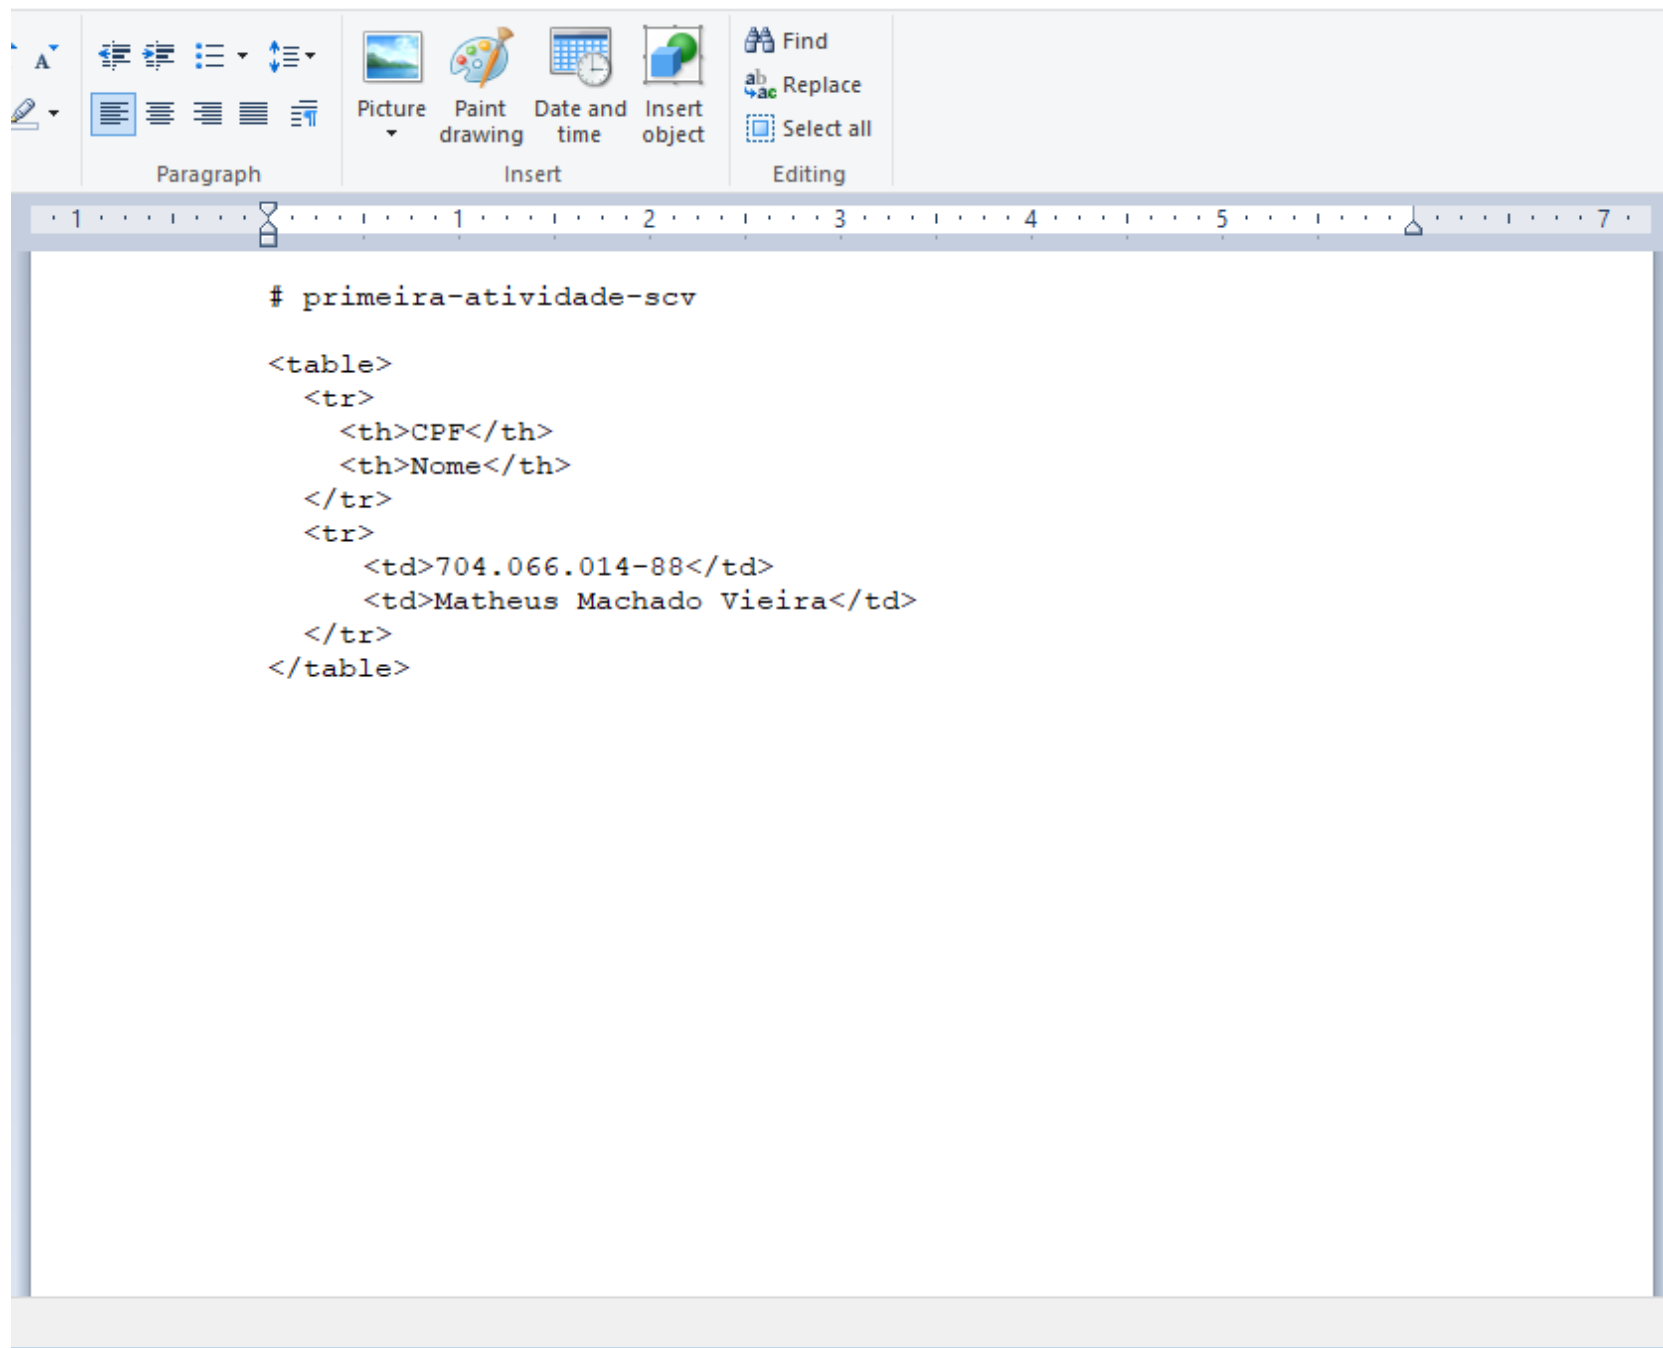 A
Find
Replace
Select all
Picture
Paint drawing
Date and time
Insert object
Paragraph
Insert
Editing
1 1 2 3 4 5 7
# primeira-atividade-scv
<table>
<tr>
<th>CPF</th>
<th>Nome</th>
</tr>
<tr>
<td>704.066.014-88</td>
<td>Matheus Machado Vieira</td>
</tr>
</table>